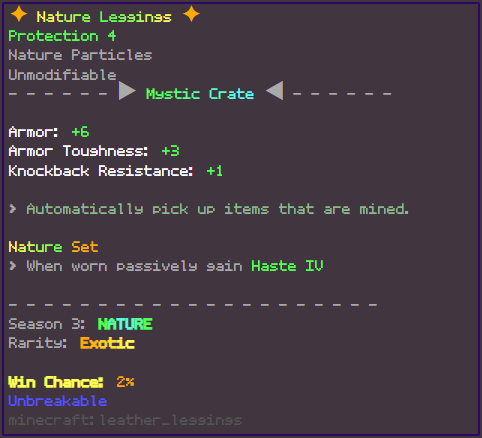 ✦ Nature Leggings ✦
Protection 4
Nature Particles
Unmodifiable
- - - - - - ▶ Mystic Crate ◀ - - - - - -
Armor: +6
Armor Toughness: +3
Knockback Resistance: +1
> Automatically pick up items that are mined.
Nature Set
> When worn passively gain Haste IV
- - - - - - - - - - - - - - - - - - - - - -
Season 3: NATURE
Rarity: Exotic
Win Chance: 2%
Unbreakable
minecraft:leather_leggings